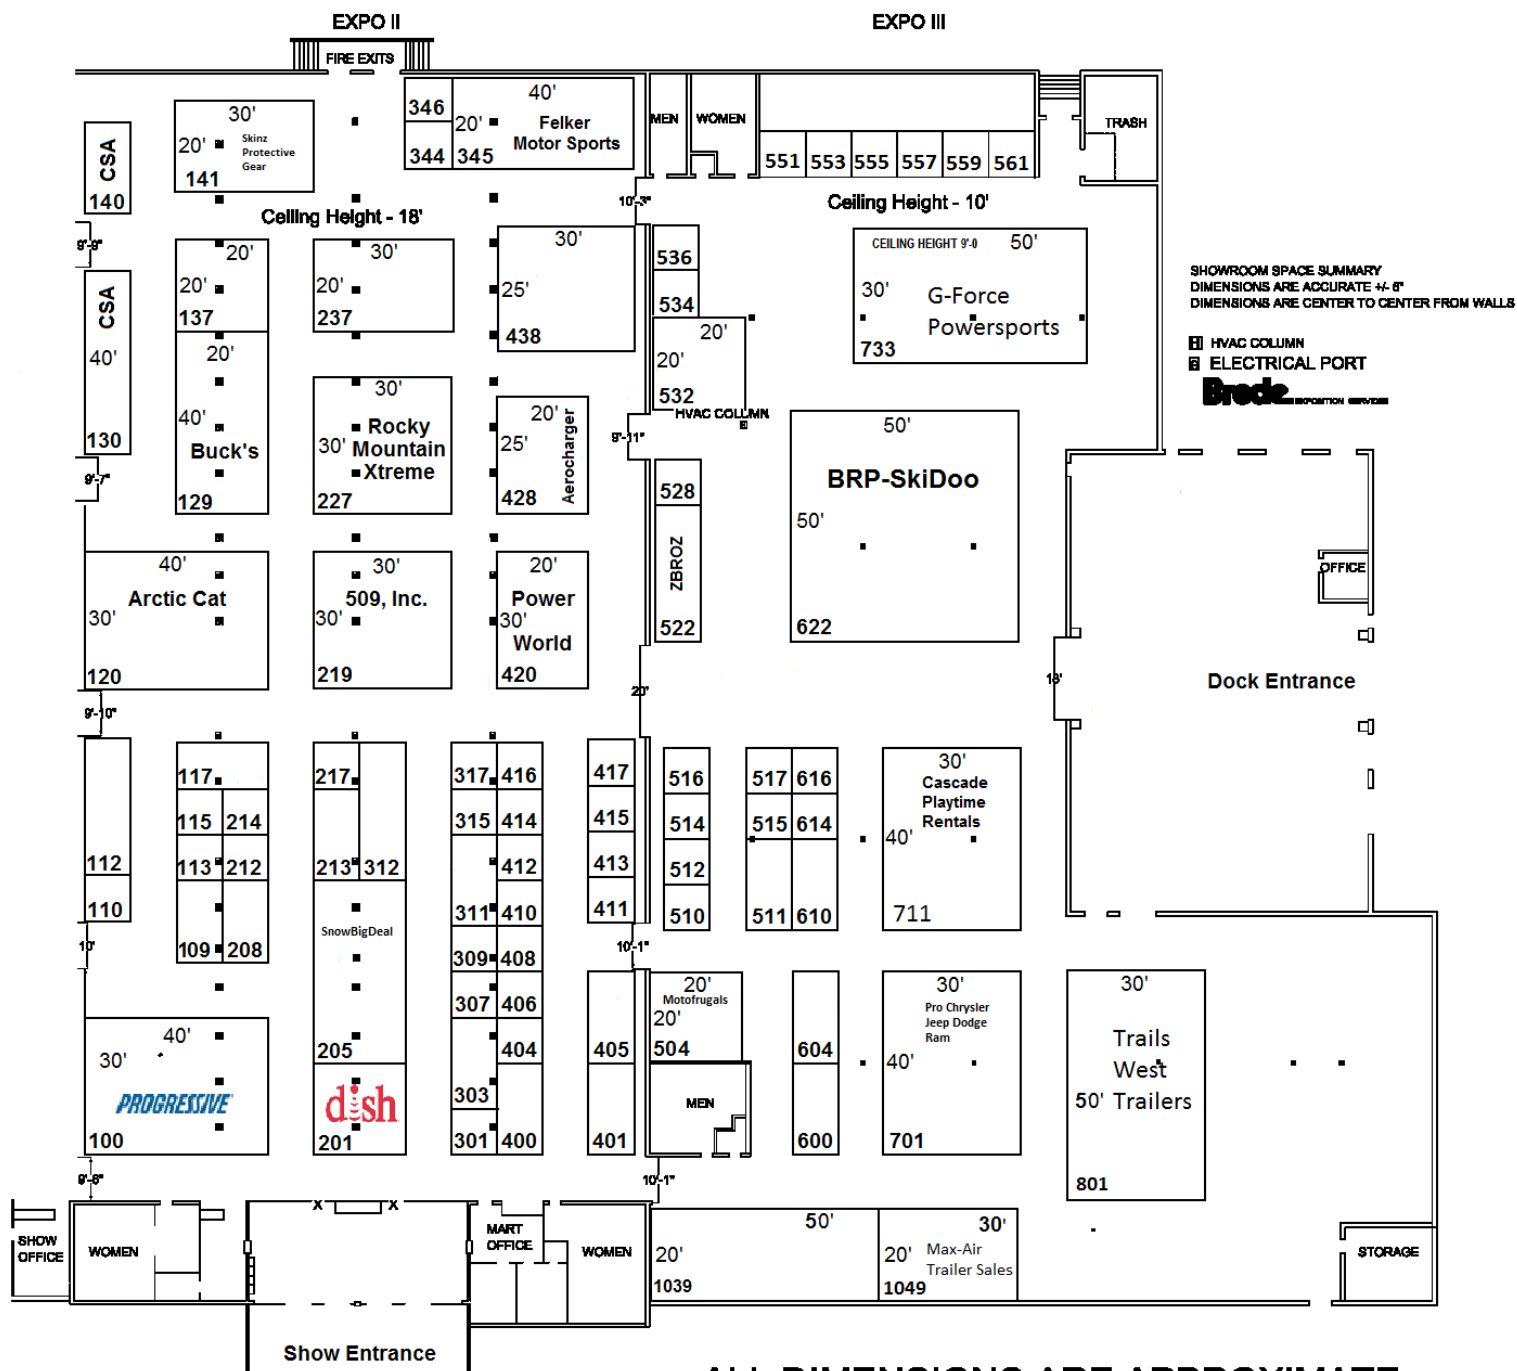 EXPO II
EXPO III
FIRE EXITS
346
40'
20'
Felker
Motor Sports
344
345
MEN
WOMEN
TRASH
551
553
555
557
559
561
CSA
140
30'
20'
Skinz
Protective
Gear
141
Ceiling Height - 18'
10'-3"
Ceiling Height - 10'
9'-9"
CSA
40'
130
20'
20'
137
30'
20'
237
30'
25'
438
536
534
CEILING HEIGHT 9'-0
50'
30'
G-Force
Powersports
733
SHOWROOM SPACE SUMMARY
DIMENSIONS ARE ACCURATE +/- 6"
DIMENSIONS ARE CENTER TO CENTER FROM WALLS
HVAC COLUMN
ELECTRICAL PORT
Brede
EXPOSITION SERVICES
20'
40'
Buck's
129
30'
Rocky
30'
Mountain
Xtreme
227
20'
25'
Aerocharger
428
20'
20'
532
HVAC COLUMN
9'-11"
9'-7"
50'
BRP-SkiDoo
50'
622
528
ZBROZ
522
40'
Arctic Cat
30'
120
30'
509, Inc.
30'
219
20'
Power
30'
World
420
OFFICE
Dock Entrance
18'
20'
9'-10"
112
110
117
115
214
113
212
109
208
217
213
312
SnowBigDeal
205
317
416
315
414
412
311
410
309
408
307
406
404
303
301
400
417
415
413
411
405
401
516
514
512
510
517
616
515
614
511
610
30'
Cascade
Playtime
Rentals
40'
711
10'
10'-1"
40'
30'
PROGRESSIVE
100
dish
201
20'
Motofrugals
20'
504
MEN
604
600
30'
Pro Chrysler
Jeep Dodge
Ram
40'
701
30'
Trails
West
50'
Trailers
801
9'-8"
10'-1"
SHOW
OFFICE
WOMEN
X
X
MART
OFFICE
WOMEN
50'
20'
1039
30'
20'
Max-Air
Trailer Sales
1049
STORAGE
Show Entrance
ALL DIMENSIONS ARE APPROXIMATE